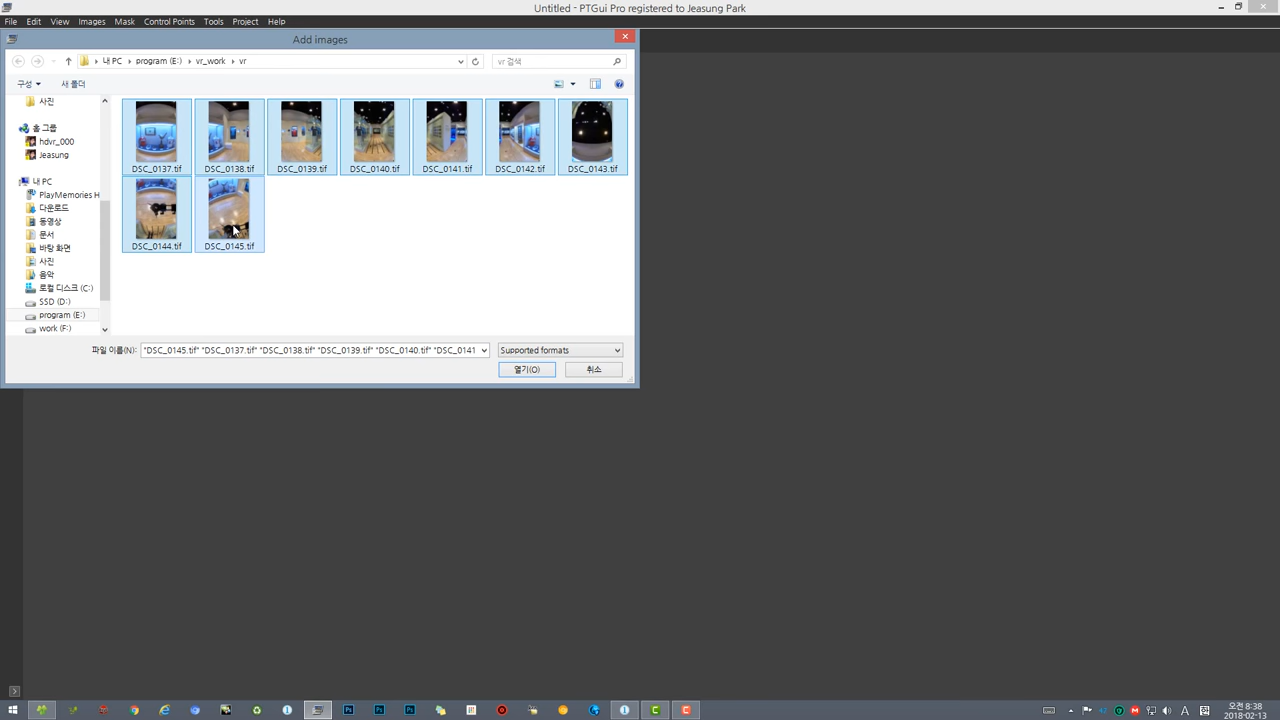 Untitled - PTGui Pro registered to Jeasung Park
File Edit View Images Mask Control Points Tools Project Help
Add images
내 PC program (E:) vr_work vr
vr 검색
구성 새 폴더
사진
홈 그룹
hdvr_000
Jeasung
내 PC
PlayMemories H
다운로드
동영상
문서
바탕 화면
사진
음악
로컬 디스크 (C:)
SSD (D:)
program (E:)
work (F:)
DSC_0137.tif DSC_0138.tif DSC_0139.tif DSC_0140.tif DSC_0141.tif DSC_0142.tif DSC_0143.tif
DSC_0144.tif DSC_0145.tif
파일 이름(N): "DSC_0145.tif" "DSC_0137.tif" "DSC_0138.tif" "DSC_0139.tif" "DSC_0140.tif" "DSC_0141 Supported formats
열기(O) 취소
오전 8:38
2018-02-13